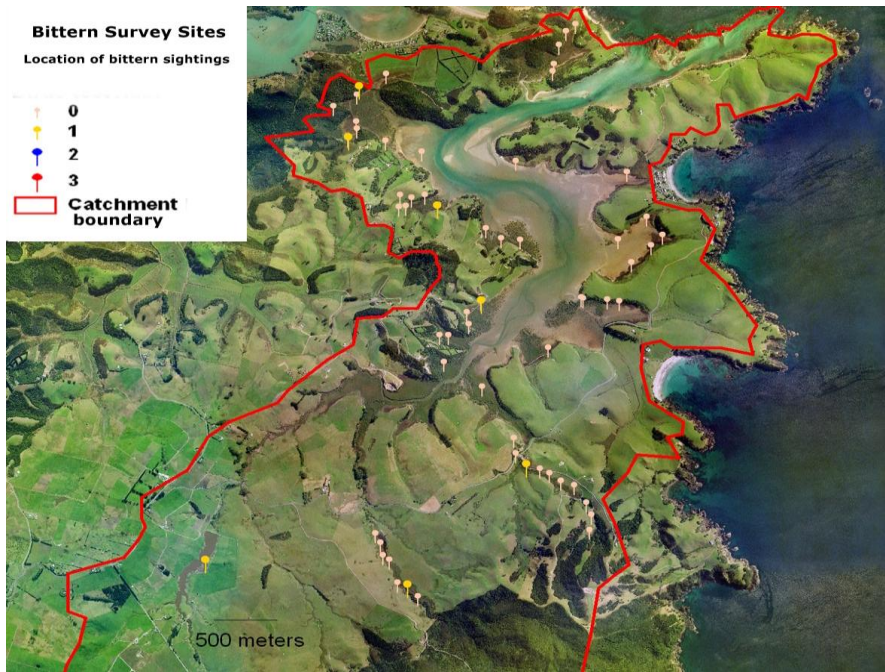 Bittern Survey Sites
Location of bittern sightings
0
1
2
3
Catchment
boundary
500 meters